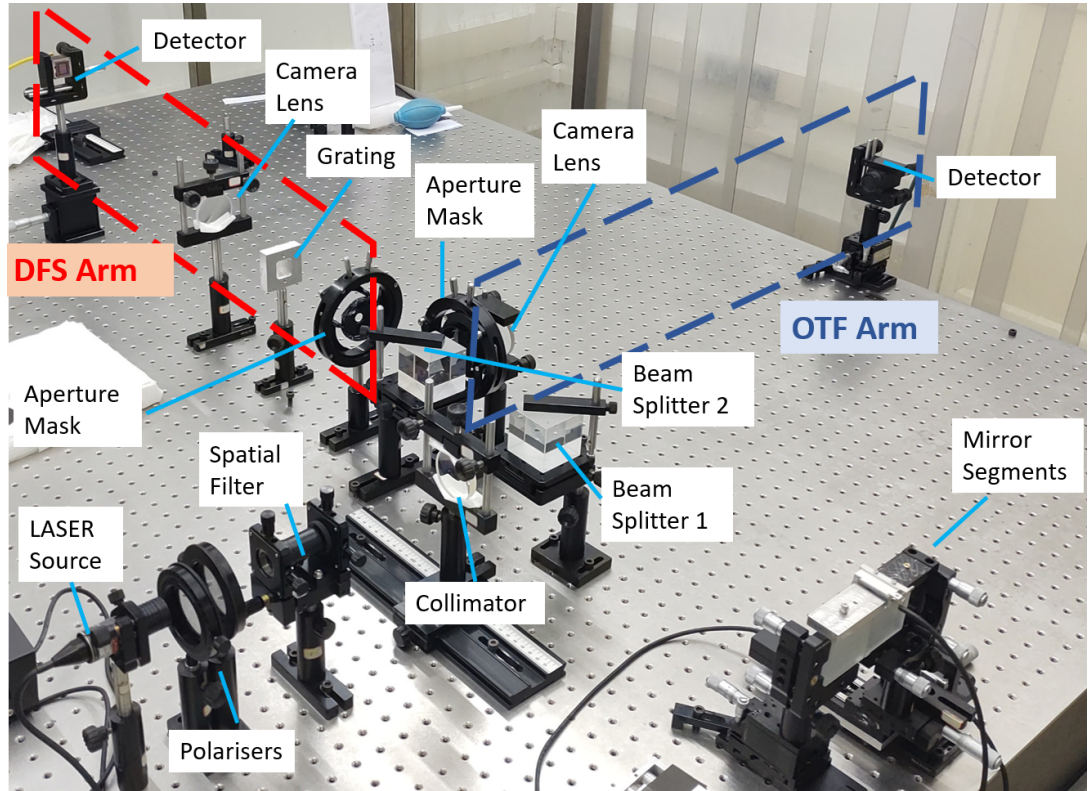 Detector
Camera
Lens
Grating
Camera
Lens
Aperture
Mask
Detector
DFS Arm
OTF Arm
Aperture
Mask
Beam
Splitter 2
Spatial
Filter
Mirror
Segments
Beam
Splitter 1
LASER
Source
Collimator
Polarisers